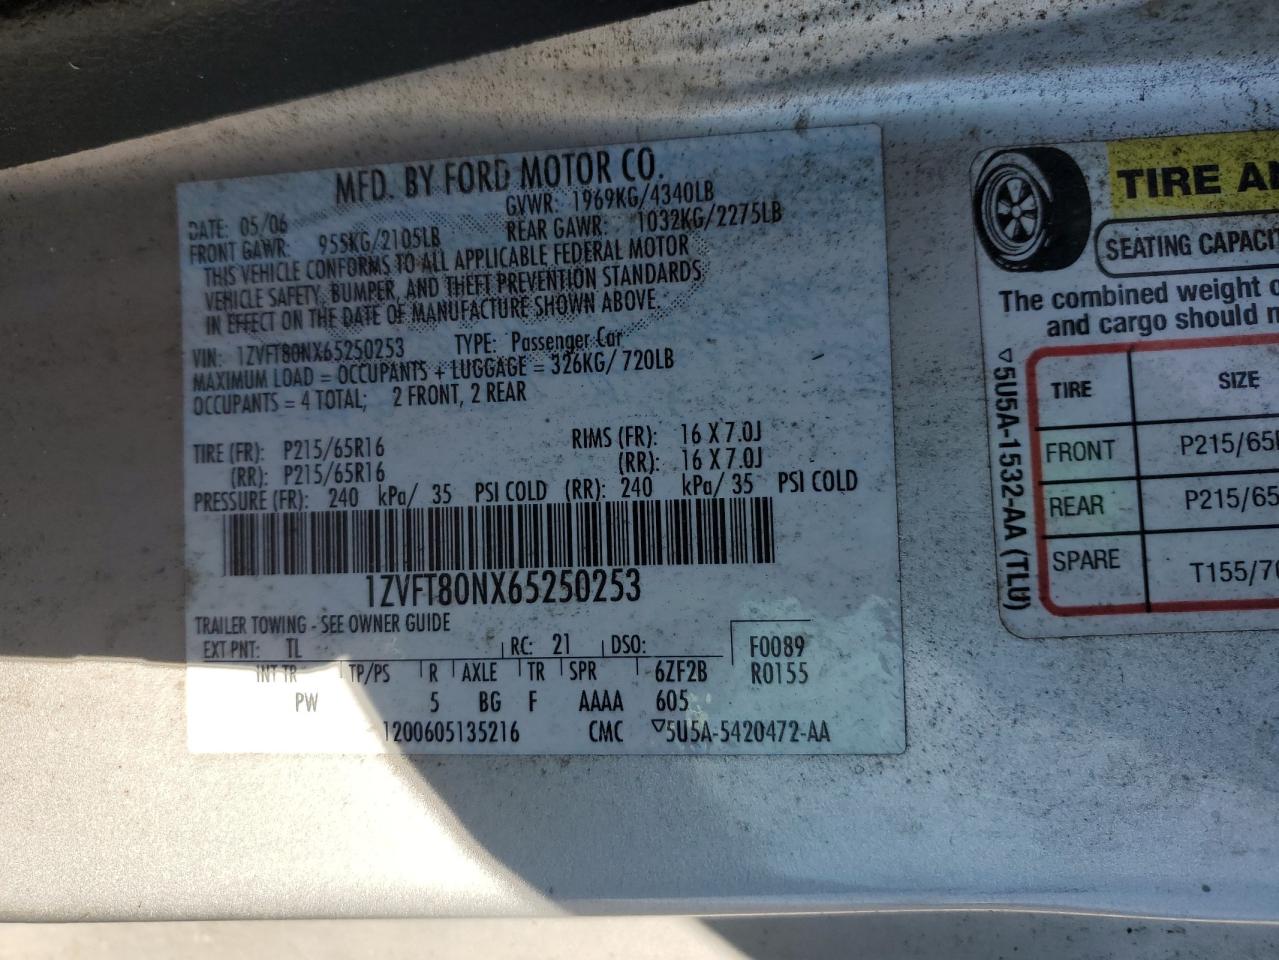 MFD. BY FORD MOTOR CO.
DATE: 05/06 GVWR: 1969KG/4340LB
FRONT GAWR: 955KG/2105LB REAR GAWR: 1032KG/2275LB
THIS VEHICLE CONFORMS TO ALL APPLICABLE FEDERAL MOTOR
VEHICLE SAFETY, BUMPER, AND THEFT PREVENTION STANDARDS
IN EFFECT ON THE DATE OF MANUFACTURE SHOWN ABOVE.
VIN: 1ZVFT80NX65250253 TYPE: Passenger Car
MAXIMUM LOAD = OCCUPANTS + LUGGAGE = 326KG/ 720LB
OCCUPANTS = 4 TOTAL; 2 FRONT, 2 REAR
TIRE (FR): P215/65R16 RIMS (FR): 16 X 7.0J
(RR): P215/65R16 (RR): 16 X 7.0J
PRESSURE (FR): 240 kPa/ 35 PSI COLD (RR): 240 kPa/ 35 PSI COLD
1ZVFT80NX65250253
TRAILER TOWING - SEE OWNER GUIDE
EXT PNT: TL RC: 21 DSO: F0089
INT TR TP/PS R AXLE TR SPR 6ZF2B R0155
PW 5 BG F AAAA 605
1200605135216 CMC ▽5U5A-5420472-AA
TIRE A
SEATING CAPACIT
The combined weight o
and cargo should n
▽5U5A-1532-AA (TLU)
TIRE SIZE
FRONT P215/65
REAR P215/65
SPARE T155/70